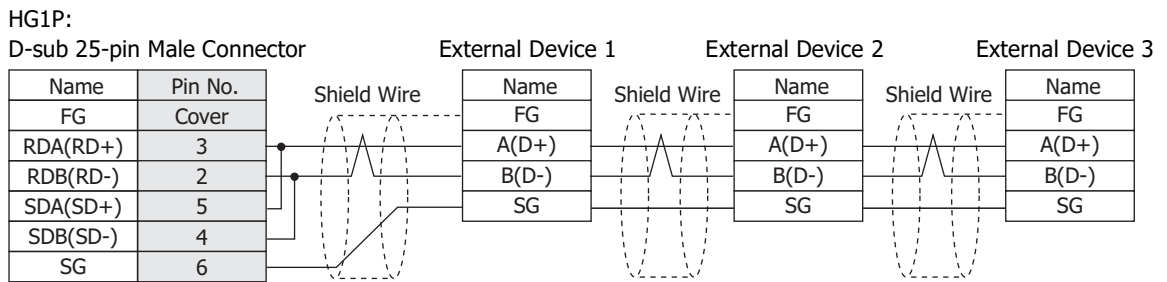 HG1P:
D-sub 25-pin Male Connector External Device 1 External Device 2 External Device 3
Name Pin No. Shield Wire Name Shield Wire Name Shield Wire Name
FG Cover FG FG FG
RDA(RD+) 3 A(D+) A(D+) A(D+)
RDB(RD-) 2 B(D-) B(D-) B(D-)
SDA(SD+) 5 SG SG SG
SDB(SD-) 4
SG 6